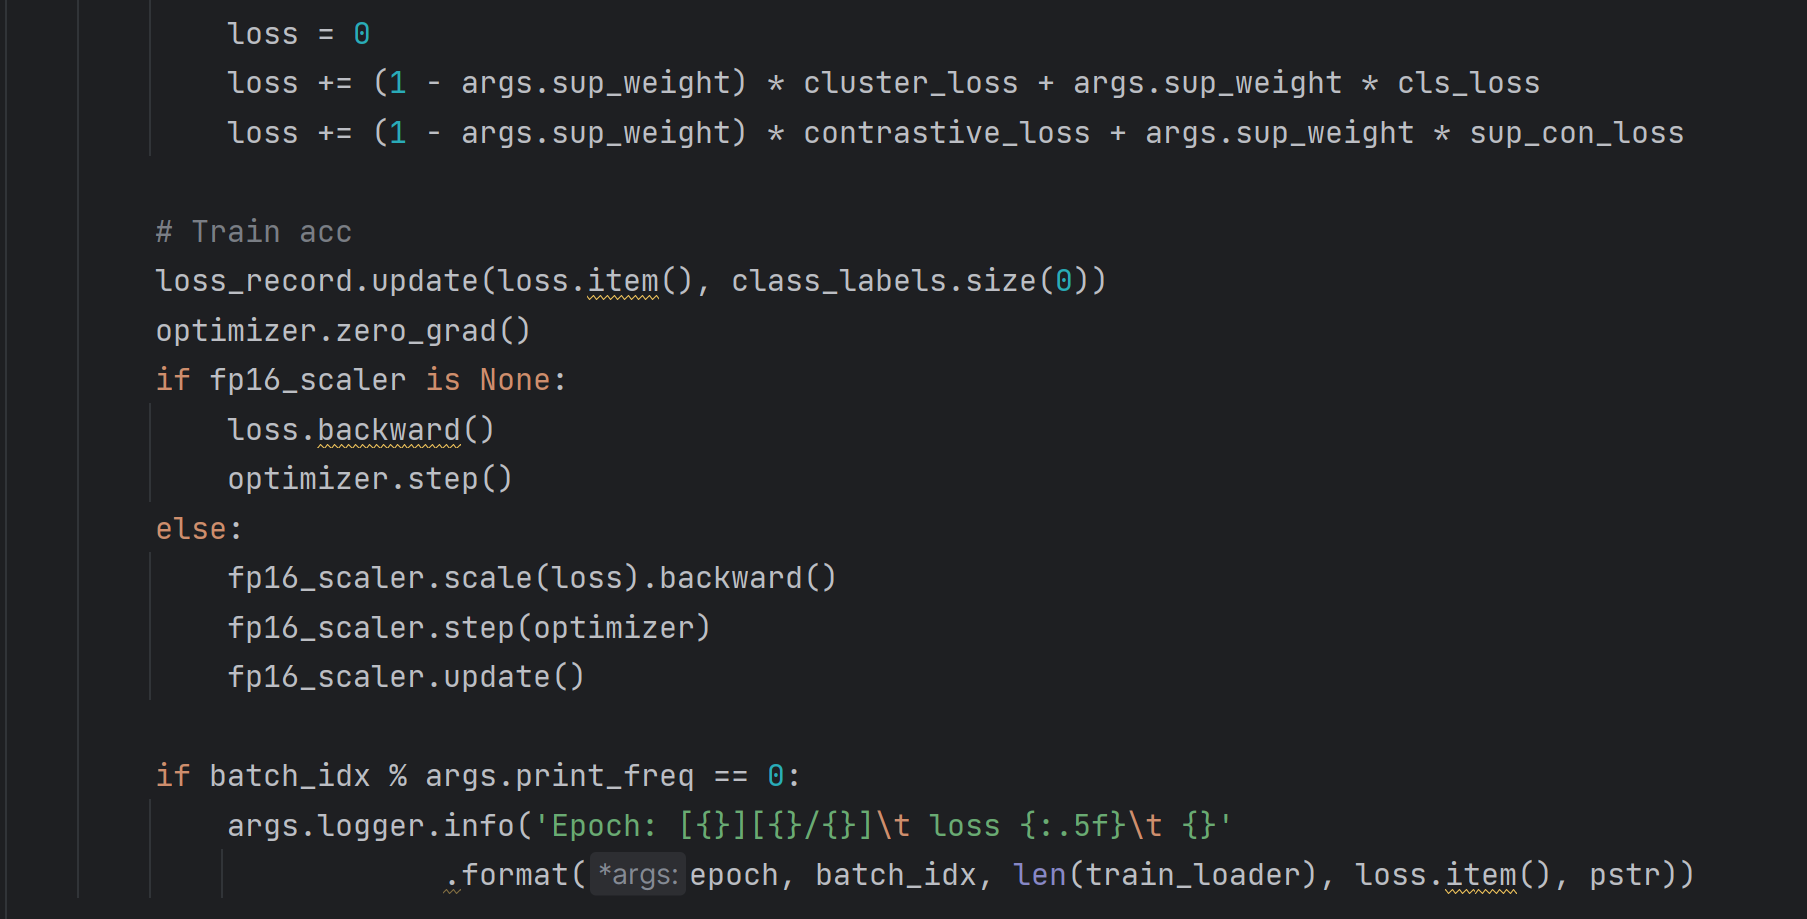 loss = 0
loss += (1 - args.sup_weight) * cluster_loss + args.sup_weight * cls_loss
loss += (1 - args.sup_weight) * contrastive_loss + args.sup_weight * sup_con_loss
# Train acc
loss_record.update(loss.item(), class_labels.size(0))
optimizer.zero_grad()
if fp16_scaler is None:
loss.backward()
optimizer.step()
else:
fp16_scaler.scale(loss).backward()
fp16_scaler.step(optimizer)
fp16_scaler.update()
if batch_idx % args.print_freq == 0:
args.logger.info('Epoch: [{}][{}/{}]\t loss {:.5f}\t {}'
.format( *args: epoch, batch_idx, len(train_loader), loss.item(), pstr))